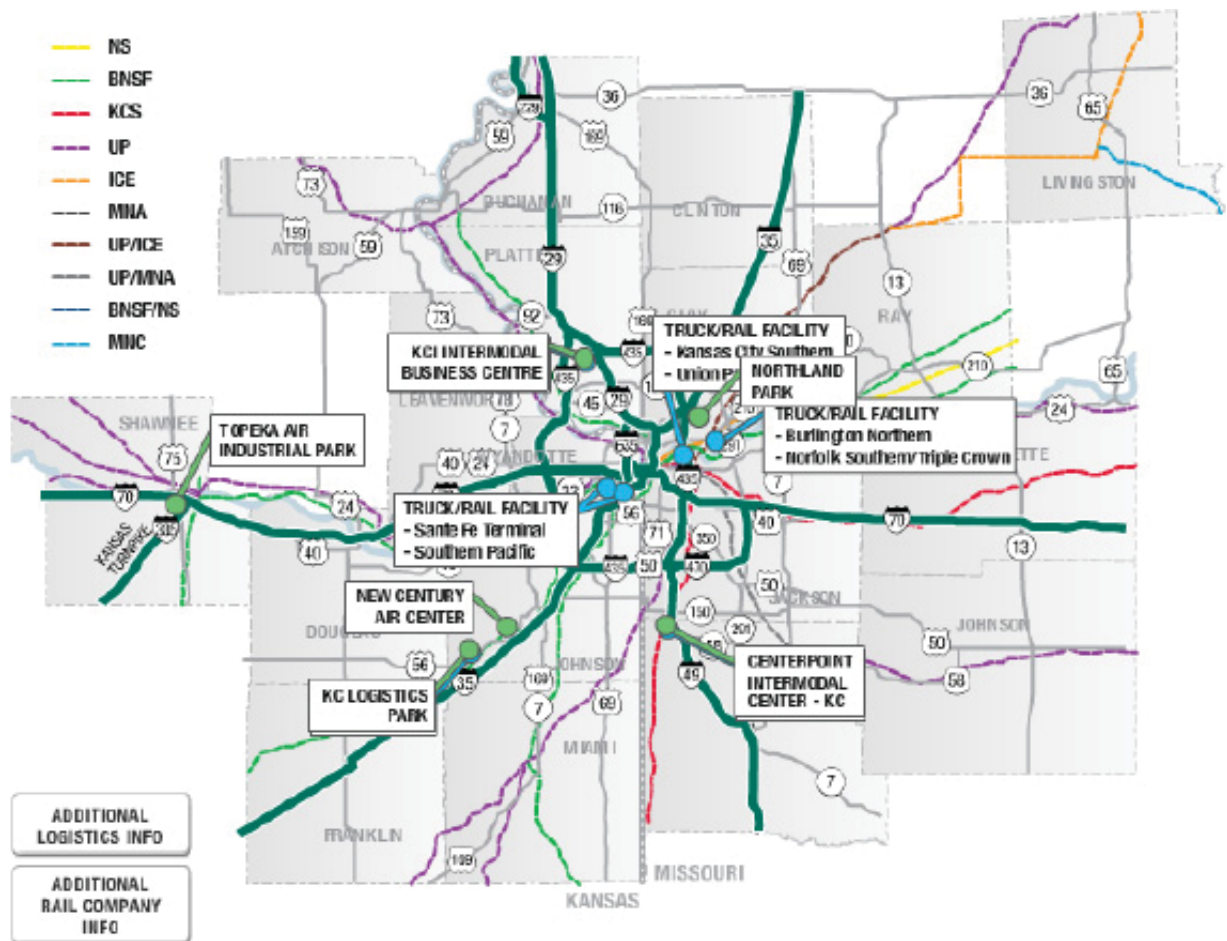 NS
BNSF
KCS
UP
ICE
MNA
UP/ICE
UP/MNA
BNSF/NS
MNC
229
36
59
169
36
65
LIVINGSTON
73
BUCHANAN
116
CLINTON
159
59
ATCHISON
PLATTE
29
35
69
13
73
92
RAY
KCI INTERMODAL
BUSINESS CENTRE
435
435
TRUCK/RAIL FACILITY
- Kansas City Southern
- Union
NORTHLAND
PARK
210
65
LEAVENWORTH
45
29
7
24
SHAWNEE
75
TOPEKA AIR
INDUSTRIAL PARK
TRUCK/RAIL FACILITY
- Burlington Northern
- Norfolk Southern/Triple Crown
635
WYANDOTTE
40
24
435
7
70
24
KANSAS
TURNPIKE
40
TRUCK/RAIL FACILITY
- Sante Fe Terminal
- Southern Pacific
56
71
350
40
70
13
435
50
470
50
NEW CENTURY
AIR CENTER
150
JACKSON
DOUGLAS
JOHNSON
50
JOHNSON
56
35
169
69
49
58
KC LOGISTICS
PARK
7
CENTERPOINT
INTERMODAL
CENTER - KC
MIAMI
7
ADDITIONAL
LOGISTICS INFO
FRANKLIN
169
ADDITIONAL
RAIL COMPANY
INFO
MISSOURI
KANSAS